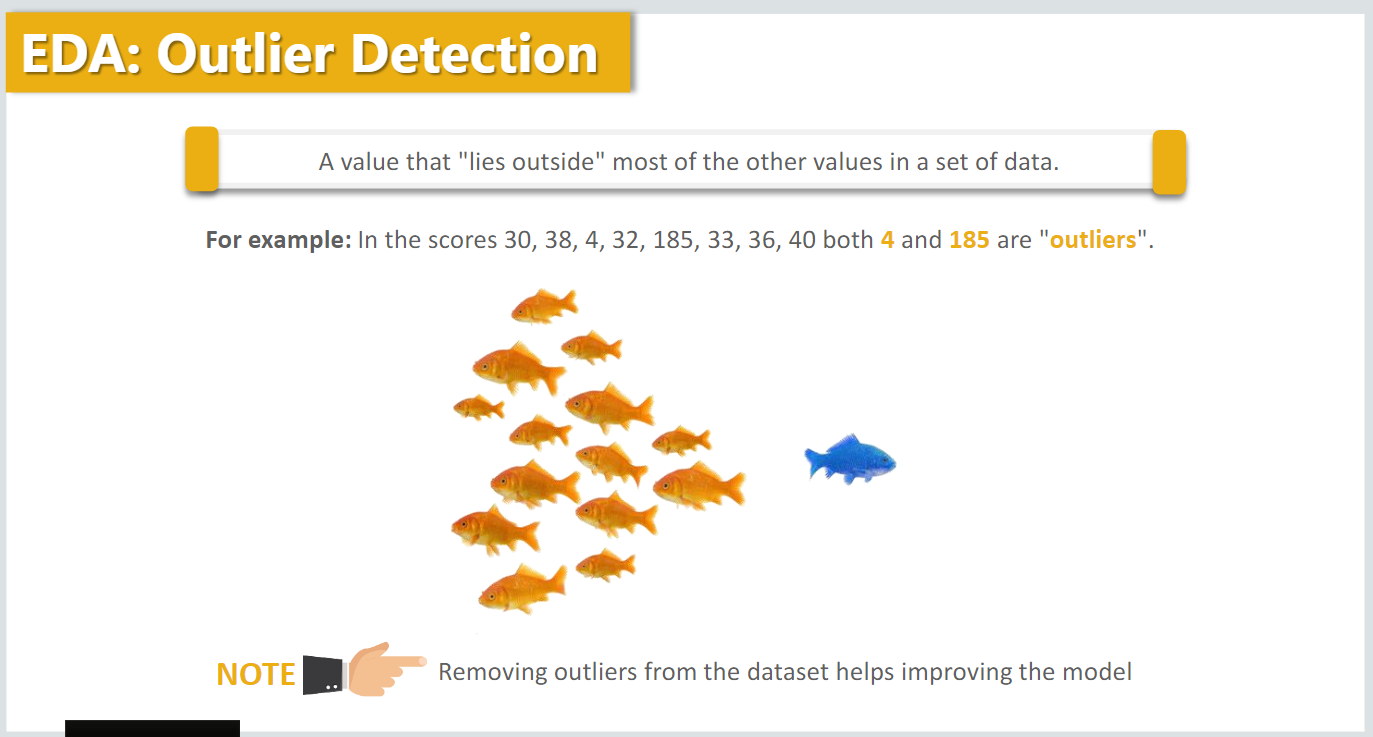 EDA: Outlier Detection
A value that "lies outside" most of the other values in a set of data.
For example: In the scores 30, 38, 4, 32, 185, 33, 36, 40 both 4 and 185 are "outliers".
NOTE Removing outliers from the dataset helps improving the model